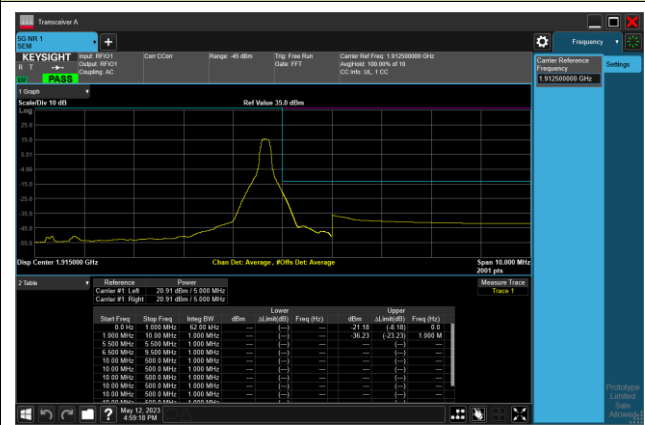 Transceiver A
5G NR 1
SEM
Frequency
KEYSIGHT
R T
PASS
Input: RFIO1
Output: RFIO1
Coupling: AC
Corr CCorr
Range: -45 dBm
Trig: Free Run
Gate: FFT
Carrier Ref Freq: 1.912500000 GHz
Avg|Hold: 100.00% of 10
CC Info: UL, 1 CC
Carrier Reference
Frequency
1.912500000 GHz
Settings
1 Graph
Scale/Div 10 dB
Ref Value 35.0 dBm
Log
25.0
15.0
5.01
-4.99
-15.0
-25.0
-35.0
-45.0
-55.0
Disp Center 1.915000 GHz
Chan Det: Average, #Offs Det: Average
Span 10.000 MHz
2001 pts
2 Table
Reference Power
Carrier #1: Left 20.91 dBm / 5.000 MHz
Carrier #1: Right 20.91 dBm / 5.000 MHz
Measure Trace
Trace 1
Lower Upper
Start Freq Stop Freq Integ BW dBm ΔLimit(dB) Freq (Hz) dBm ΔLimit(dB) Freq (Hz)
0.0 Hz 1.000 MHz 62.00 kHz --- (---) --- -21.18 (-8.18) 0.0
1.000 MHz 10.00 MHz 1.000 MHz --- (---) --- -36.23 (-23.23) 1.000 M
5.500 MHz 5.500 MHz 1.000 MHz --- (---) --- --- (---) ---
6.500 MHz 9.500 MHz 1.000 MHz --- (---) --- --- (---) ---
10.00 MHz 500.0 MHz 1.000 MHz --- (---) --- --- (---) ---
10.00 MHz 500.0 MHz 1.000 MHz --- (---) --- --- (---) ---
10.00 MHz 500.0 MHz 1.000 MHz --- (---) --- --- (---) ---
10.00 MHz 500.0 MHz 1.000 MHz --- (---) --- --- (---) ---
10.00 MHz 500.0 MHz 1.000 MHz --- (---) --- --- (---) ---
May 12, 2023
4:59:18 PM
Prototype
Limited
Sale
Allowed